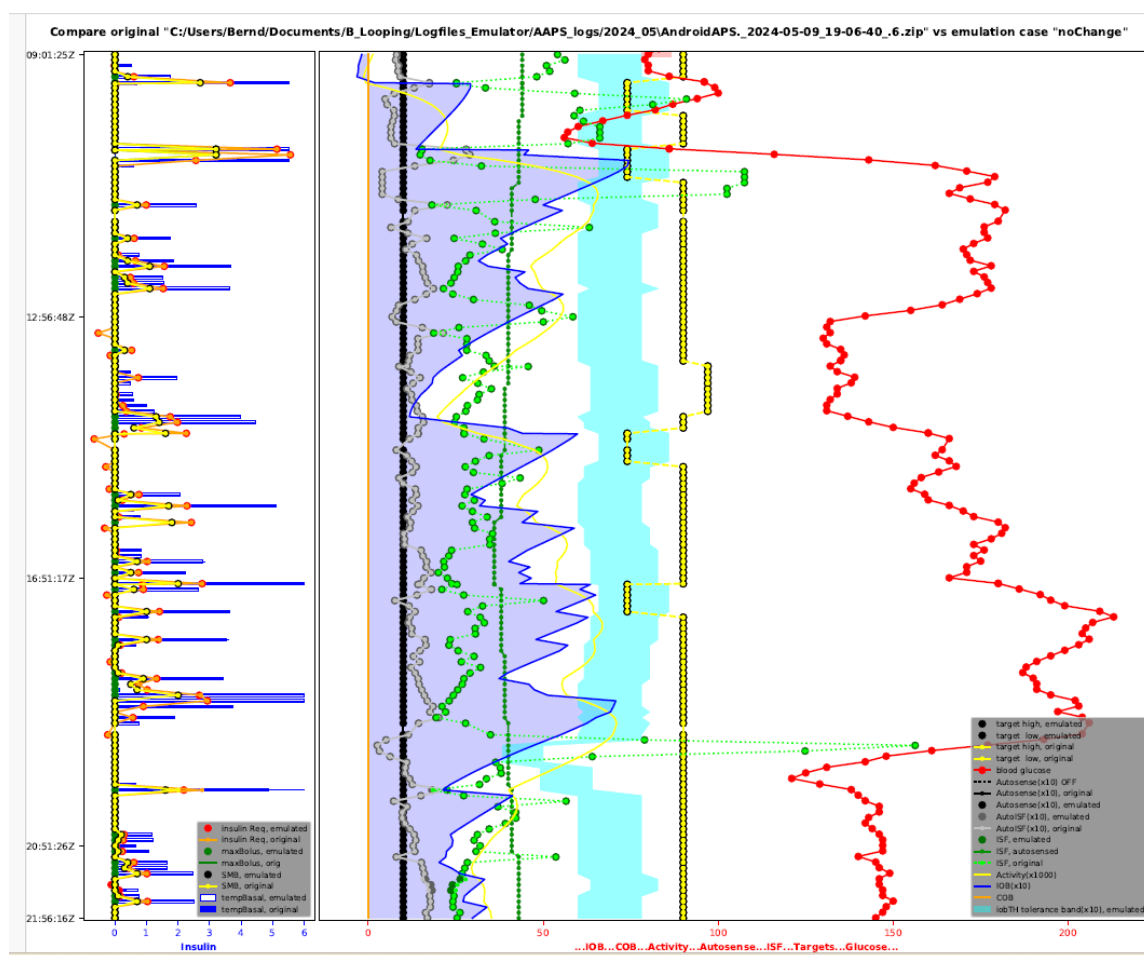 Compare original "C:/Users/Bernd/Documents/B_Looping/Logfiles_Emulator/AAPS_logs/2024_05\AndroidAPS._2024-05-09_19-06-40_.6.zip" vs emulation case "noChange"
09:01:25Z
12:56:48Z
16:51:17Z
20:51:26Z
21:56:16Z
insulin Req, emulated
insulin Req, original
maxBolus, emulated
maxBolus, orig
SMB, emulated
SMB, original
tempBasal, emulated
tempBasal, original
0 1 2 3 4 5 6
Insulin
target high, emulated
target low, emulated
target high, original
target low, original
blood glucose
Autosense(x10) OFF
Autosense(x10), original
Autosense(x10), emulated
AutoISF(x10), emulated
AutoISF(x10), original
ISF, emulated
ISF, autosensed
ISF, original
Activity(x1000)
IOB(x10)
COB
iobTH tolerance band(x10), emulated
0 50 100 150 200
...IOB...COB...Activity...Autosense...ISF...Targets...Glucose...